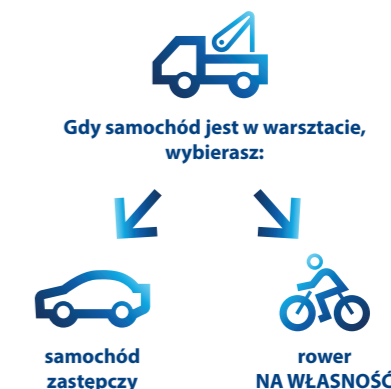 Gdy samochód jest w warsztacie,
wybierasz:
samochód
zastępczy
rower
NA WŁASNOŚĆ